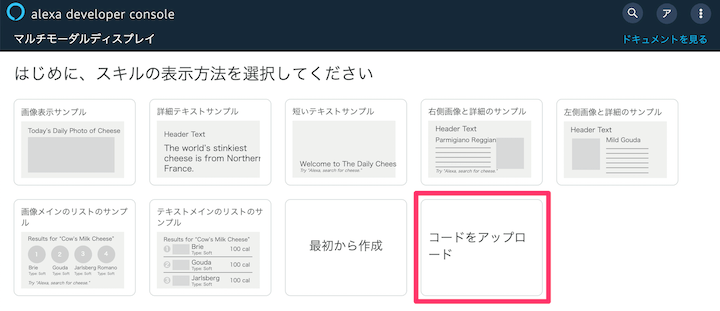 alexa developer console
ア
マルチモーダルディスプレイ
ドキュメントを見る
はじめに、スキルの表示方法を選択してください
画像表示サンプル
Today's Daily Photo of Cheese
詳細テキストサンプル
Header Text
The world's stinkiest
cheese is from Northern
France.
短いテキストサンプル
Welcome to The Daily Chees
Try "Alexa, search for cheese."
右側画像と詳細のサンプル
Header Text
Parmigiano Reggian
Try "Alexa, search for cheese."
左側画像と詳細のサンプル
Header Text
Mild Gouda
Try "Alexa, search for cheese."
画像メインのリストのサンプ
ル
Results for "Cow's Milk Cheese"
1 2 3 4
Brie Gouda Jarlsberg Romano
Type: Soft Type: Soft Type: Soft Type: Soft
Try "Alexa, search for cheese."
テキストメインのリストのサ
ンプル
Results for "Cow's Milk Cheese"
1 Brie 100 cal
Type: Soft
2 Gouda 100 cal
Type: Soft
3 Jarlsberg 100 cal
Type: Soft
最初から作成
コードをアップロ
ード